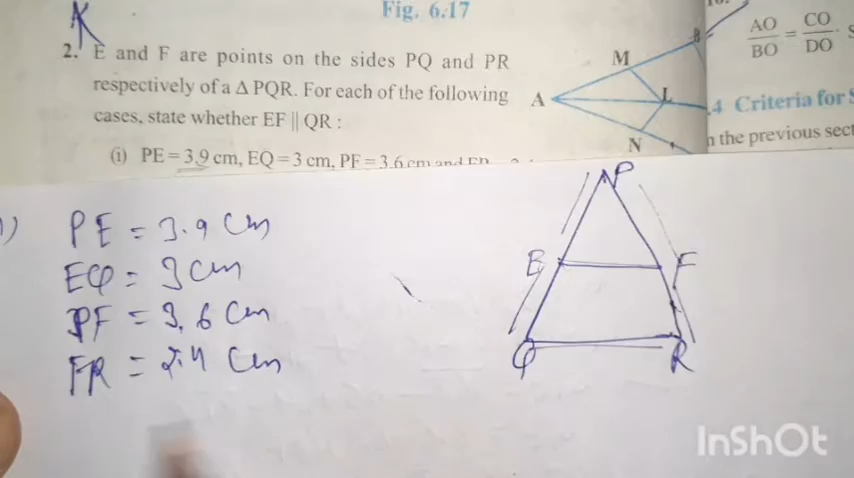 Fig. 6.17
2. E and F are points on the sides PQ and PR
respectively of a Δ PQR. For each of the following
cases, state whether EF || QR :
(i) PE = 3.9 cm, EQ = 3 cm, PF = 3.6 cm and
A
M
B
L
N
AO/BO = CO/DO.
.4 Criteria for
the previous sect
PE = 3.9 cm
EQ = 3 cm
PF = 3.6 cm
FR = 2.4 cm
P
E
F
Q
R
InShOt